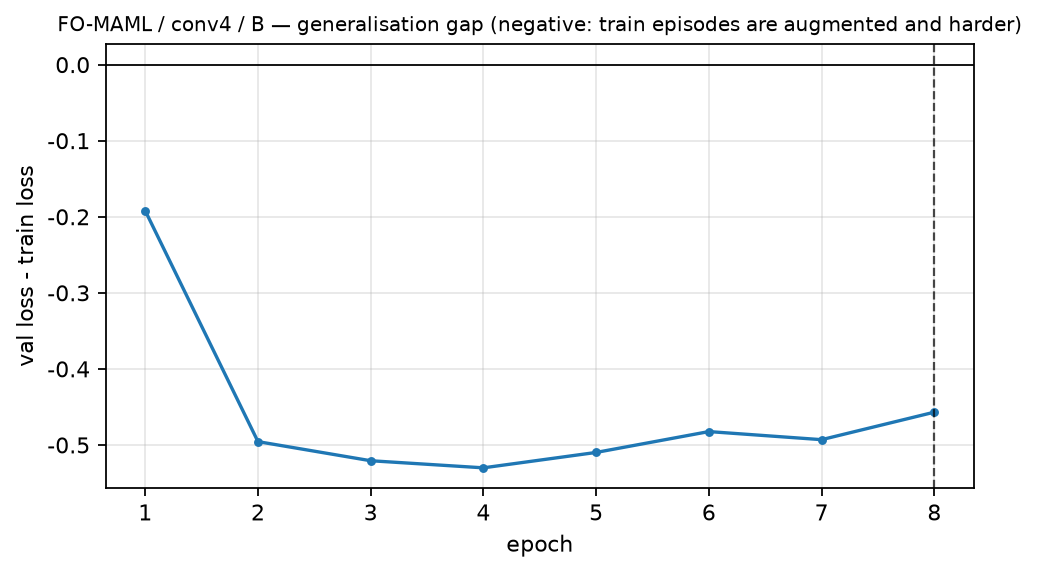 FO-MAML / conv4 / B — generalisation gap (negative: train episodes are augmented and harder)
val loss - train loss
0.0
-0.1
-0.2
-0.3
-0.4
-0.5
1 2 3 4 5 6 7 8
epoch